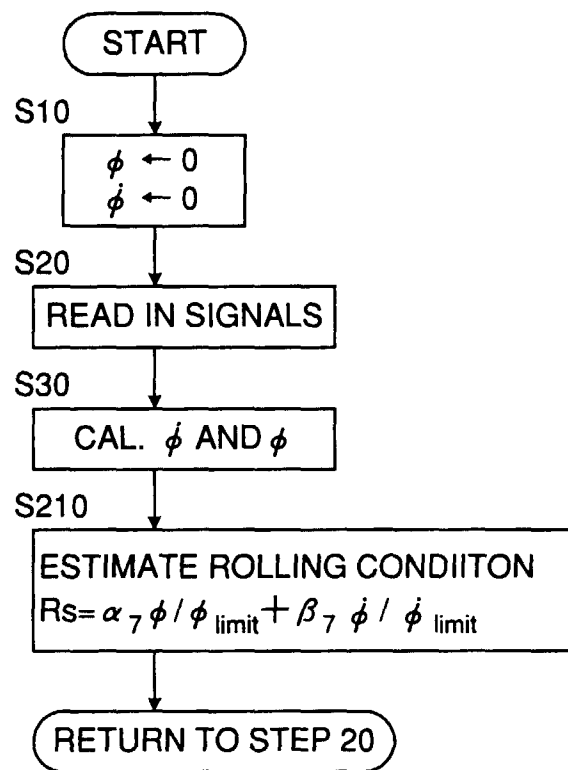 START
S10
ϕ ← 0
ϕ̇ ← 0
S20
READ IN SIGNALS
S30
CAL. ϕ̇ AND ϕ
S210
ESTIMATE ROLLING CONDIITON
Rs= α₇ ϕ / ϕ limit + β₇ ϕ̇ / ϕ̇ limit
RETURN TO STEP 20